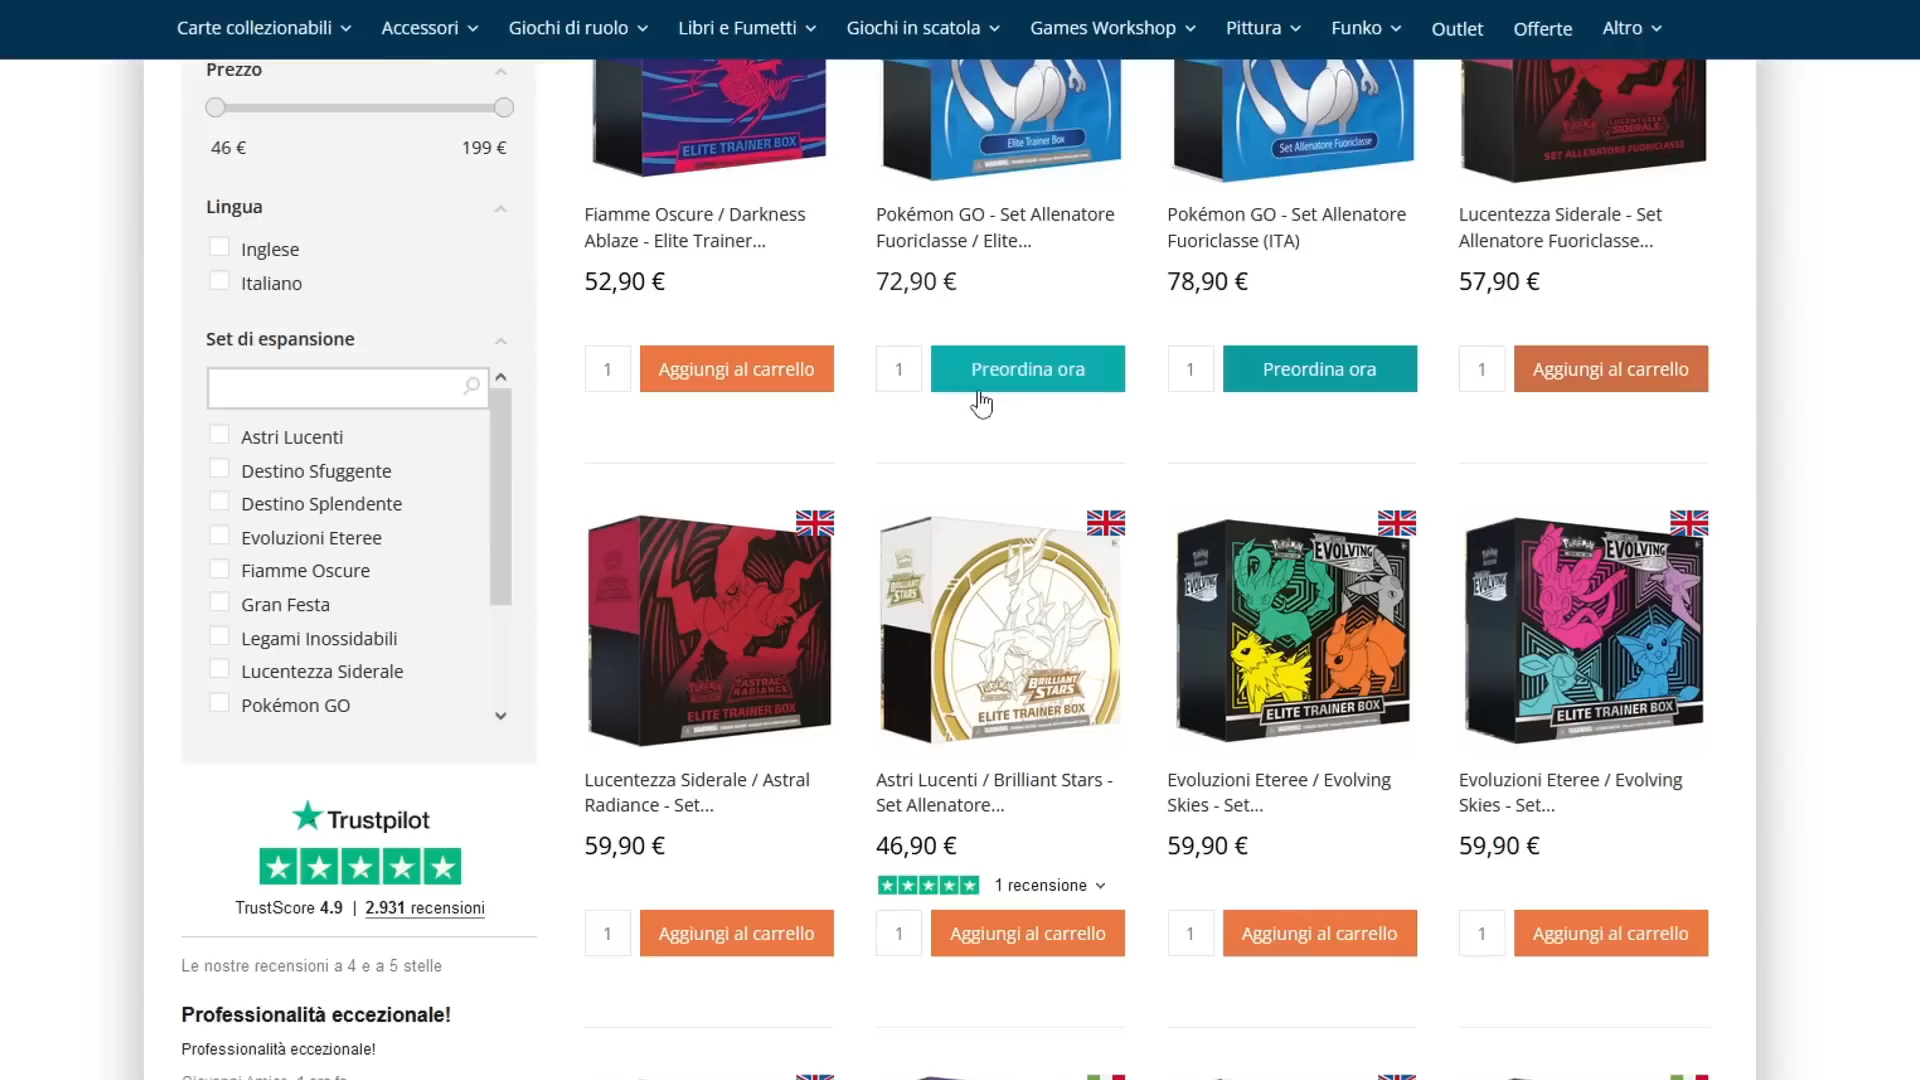 Carte collezionabili
Accessori
Giochi di ruolo
Libri e Fumetti
Giochi in scatola
Games Workshop
Pittura
Funko
Outlet
Offerte
Altro
Prezzo
46 €
199 €
Lingua
Inglese
Italiano
Set di espansione
Astri Lucenti
Destino Sfuggente
Destino Splendente
Evoluzioni Eteree
Fiamme Oscure
Gran Festa
Legami Inossidabili
Lucentezza Siderale
Pokémon GO
Trustpilot
TrustScore 4.9 | 2.931 recensioni
Le nostre recensioni a 4 e a 5 stelle
Professionalità eccezionale!
Professionalità eccezionale!
ELITE TRAINER BOX
Fiamme Oscure / Darkness
Ablaze - Elite Trainer...
52,90 €
1
Aggiungi al carrello
Elite Trainer Box
Pokémon GO - Set Allenatore
Fuoriclasse / Elite...
72,90 €
1
Preordina ora
Set Allenatore Fuoriclasse
Pokémon GO - Set Allenatore
Fuoriclasse (ITA)
78,90 €
1
Preordina ora
LUCENTEZZA
SIDERALE
SET ALLENATORE FUORICLASSE
Lucentezza Siderale - Set
Allenatore Fuoriclasse...
57,90 €
1
Aggiungi al carrello
ASTRAL
RADIANCE
ELITE TRAINER BOX
Lucentezza Siderale / Astral
Radiance - Set...
59,90 €
1
Aggiungi al carrello
BRILLIANT
STARS
BRILLIANT
STARS
ELITE TRAINER BOX
Astri Lucenti / Brilliant Stars -
Set Allenatore...
46,90 €
1 recensione
1
Aggiungi al carrello
EVOLVING
Pokémon
EVOLVING
ELITE TRAINER BOX
Evoluzioni Eteree / Evolving
Skies - Set...
59,90 €
1
Aggiungi al carrello
EVOLVING
Pokémon
EVOLVING
ELITE TRAINER BOX
Evoluzioni Eteree / Evolving
Skies - Set...
59,90 €
1
Aggiungi al carrello